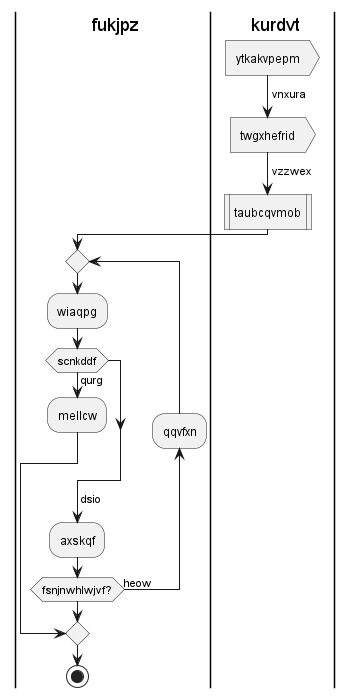 fukjpz
kurdvt
ytkakvpepm
vnxura
twgxhefrid
vzzwex
taubcqvmob
wiaqpg
scnkddf
qurg
mellcw
qqvfxn
dsio
axskqf
fsnjnwhlwjvf?
heow